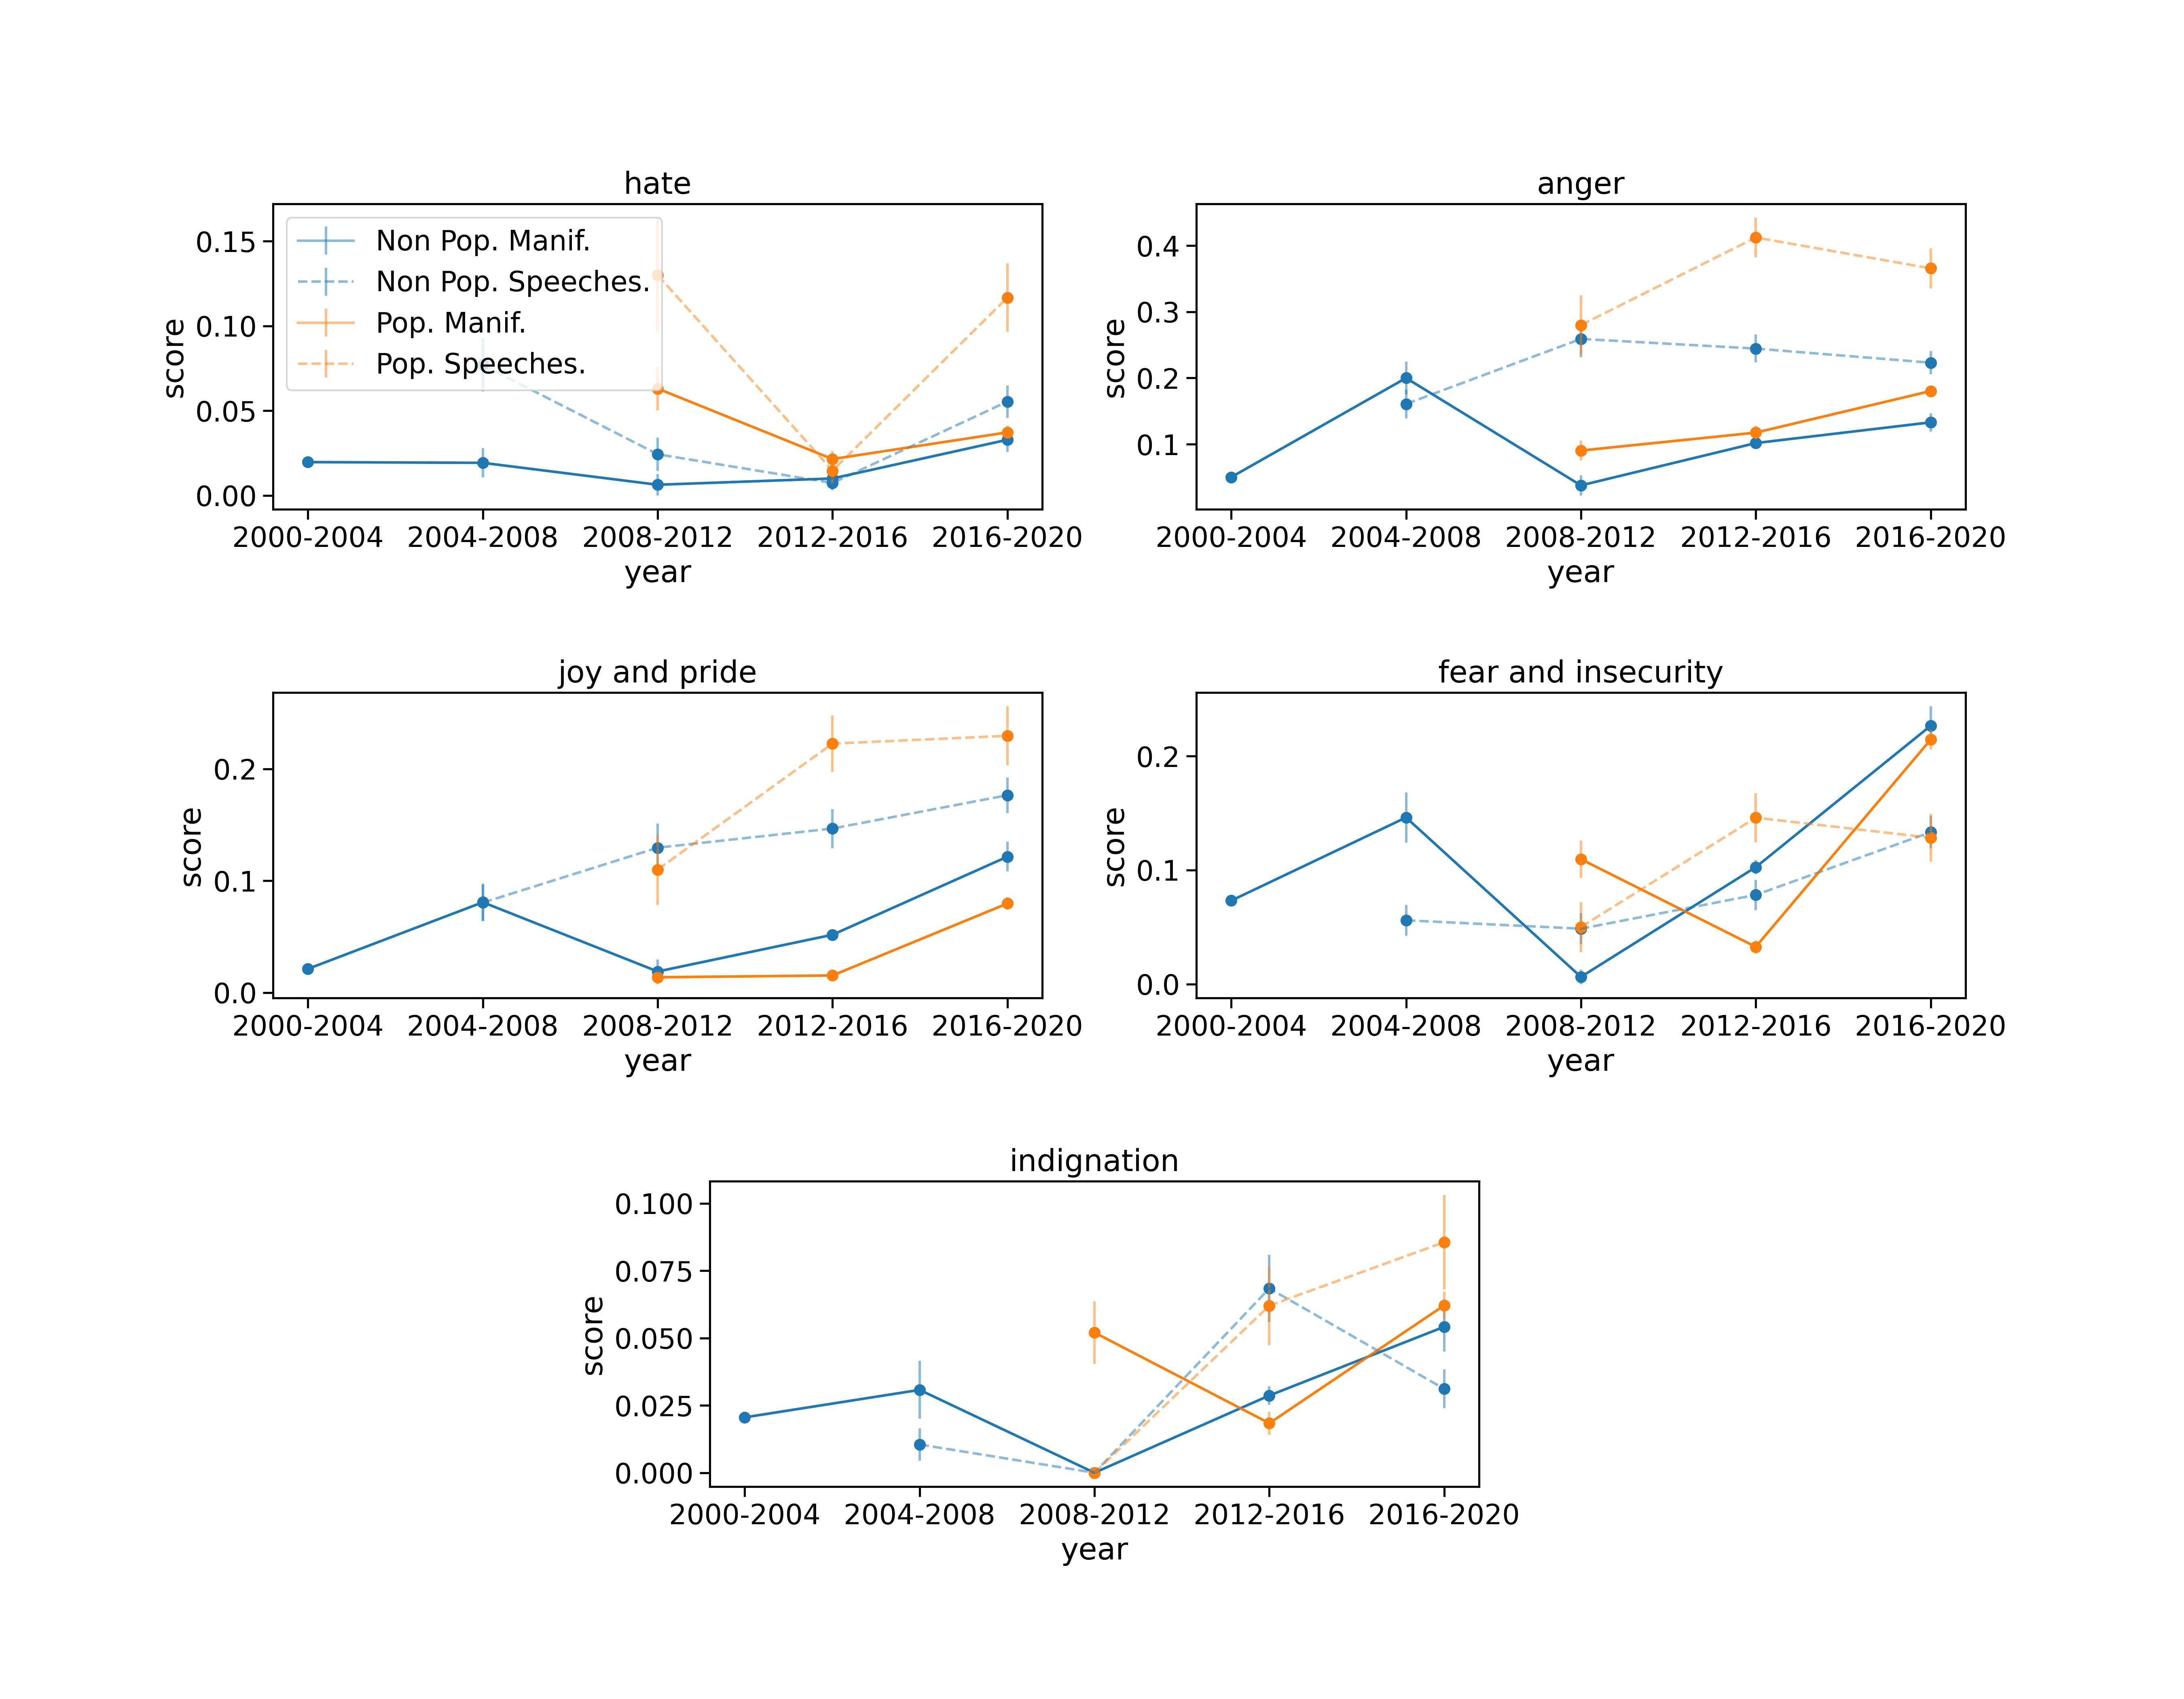 hate
0.15
0.10
0.05
0.00
score
Non Pop. Manif.
Non Pop. Speeches.
Pop. Manif.
Pop. Speeches.
2000-2004 2004-2008 2008-2012 2012-2016 2016-2020
year
anger
0.4
0.3
0.2
0.1
score
2000-2004 2004-2008 2008-2012 2012-2016 2016-2020
year
joy and pride
0.2
0.1
0.0
score
2000-2004 2004-2008 2008-2012 2012-2016 2016-2020
year
fear and insecurity
0.2
0.1
0.0
score
2000-2004 2004-2008 2008-2012 2012-2016 2016-2020
year
indignation
0.100
0.075
0.050
0.025
0.000
score
2000-2004 2004-2008 2008-2012 2012-2016 2016-2020
year